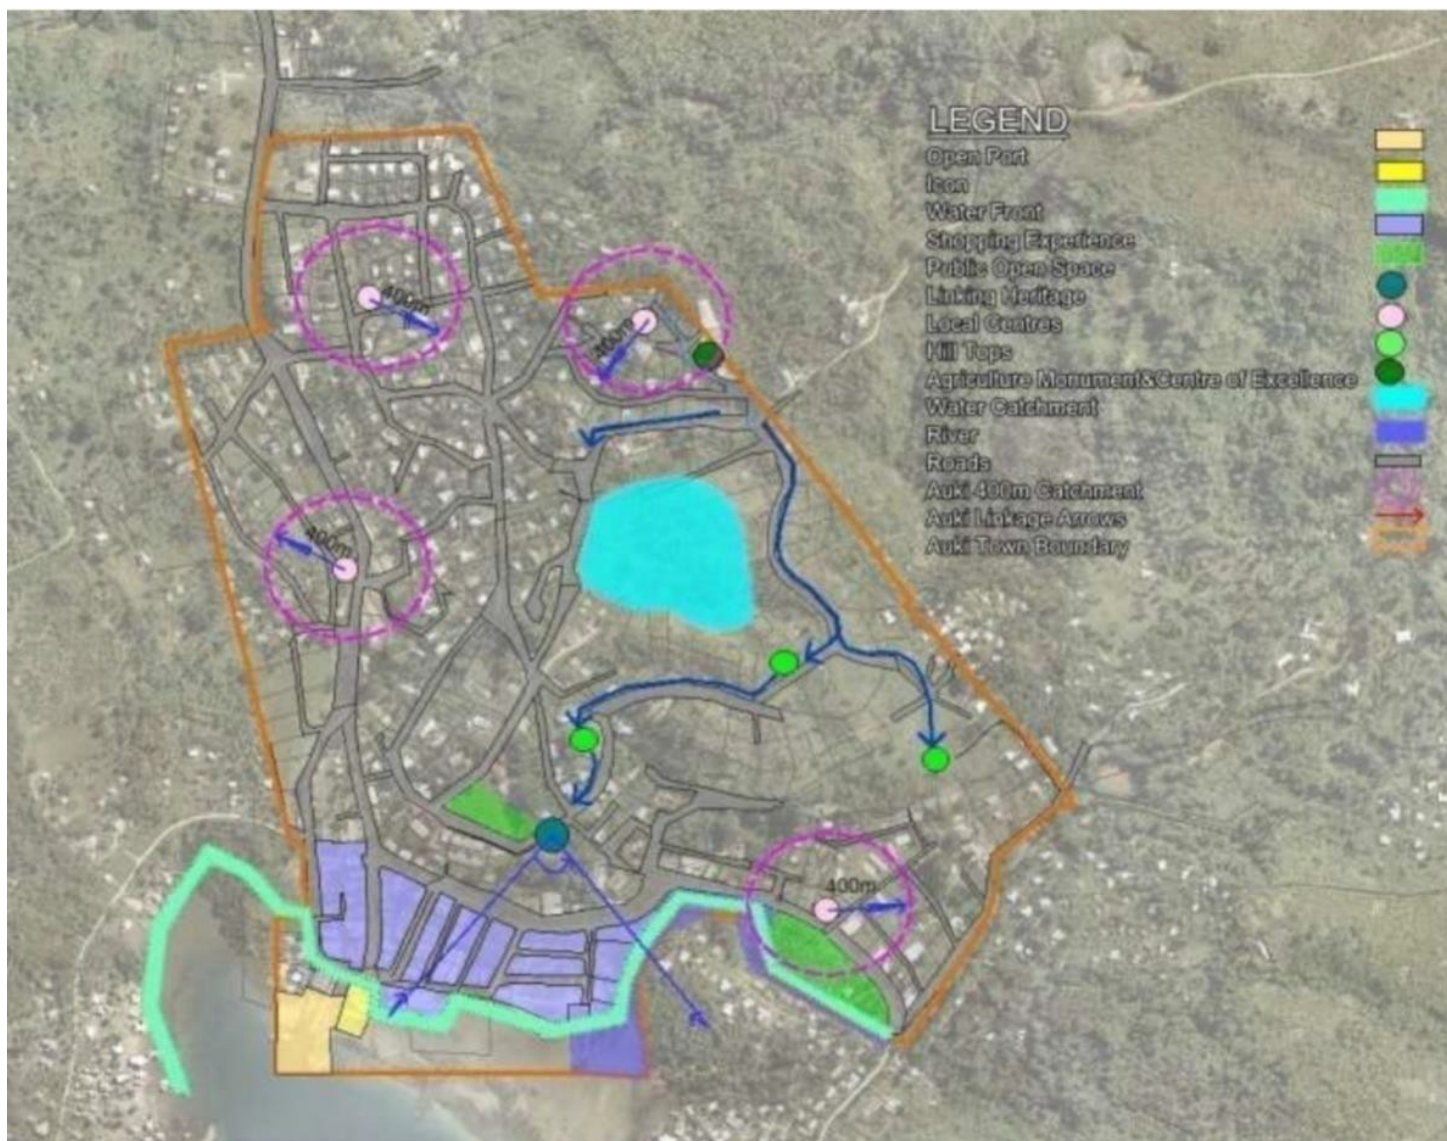 LEGEND
Open Port
Icon
Water Front
Shopping Experience
Public Open Space
Linking Heritage
Local Centres
Hill Tops
Agriculture Monument&Centre of Excellence
Water Catchment
River
Roads
Auki 400m Catchment
Auki Linkage Arrows
Auki Town Boundary
400m
400m
400m
400m